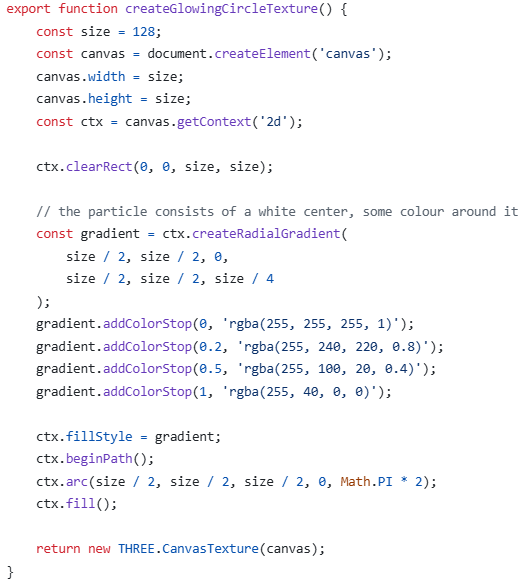 export function createGlowingCircleTexture() {
    const size = 128;
    const canvas = document.createElement('canvas');
    canvas.width = size;
    canvas.height = size;
    const ctx = canvas.getContext('2d');

    ctx.clearRect(0, 0, size, size);

    // the particle consists of a white center, some colour around it
    const gradient = ctx.createRadialGradient(
        size / 2, size / 2, 0,
        size / 2, size / 2, size / 4
    );
    gradient.addColorStop(0, 'rgba(255, 255, 255, 1)');
    gradient.addColorStop(0.2, 'rgba(255, 240, 220, 0.8)');
    gradient.addColorStop(0.5, 'rgba(255, 100, 20, 0.4)');
    gradient.addColorStop(1, 'rgba(255, 40, 0, 0)');

    ctx.fillStyle = gradient;
    ctx.beginPath();
    ctx.arc(size / 2, size / 2, size / 2, 0, Math.PI * 2);
    ctx.fill();

    return new THREE.CanvasTexture(canvas);
}